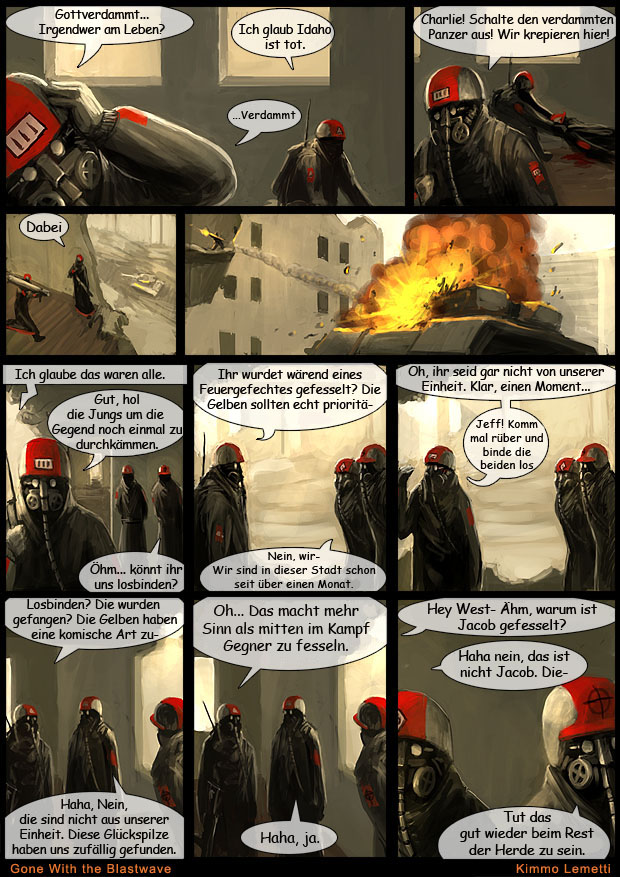 Gottverdammt...
Irgendwer am Leben?
Ich glaub Idaho
ist tot.
...Verdammt
Charlie! Schalte den verdammten
Panzer aus! Wir krepieren hier!
Dabei
Ich glaube das waren alle.
Gut, hol
die Jungs um die
Gegend noch einmal zu
durchkämmen.
Öhm... könnt ihr
uns losbinden?
Ihr wurdet wärend eines
Feuergefechtes gefesselt? Die
Gelben sollten echt prioritä-
Nein, wir-
Wir sind in dieser Stadt schon
seit über einen Monat.
Oh, ihr seid gar nicht von unserer
Einheit. Klar, einen Moment...
Jeff! Komm
mal rüber und
binde die
beiden los
Losbinden? Die wurden
gefangen? Die Gelben haben
eine komische Art zu-
Haha, Nein,
die sind nicht aus unserer
Einheit. Diese Glückspilze
haben uns zufällig gefunden.
Oh... Das macht mehr
Sinn als mitten im Kampf
Gegner zu fesseln.
Haha, ja.
Hey West- Ähm, warum ist
Jacob gefesselt?
Haha nein, das ist
nicht Jacob. Die-
Tut das
gut wieder beim Rest
der Herde zu sein.
Gone With the Blastwave
Kimmo Lemetti